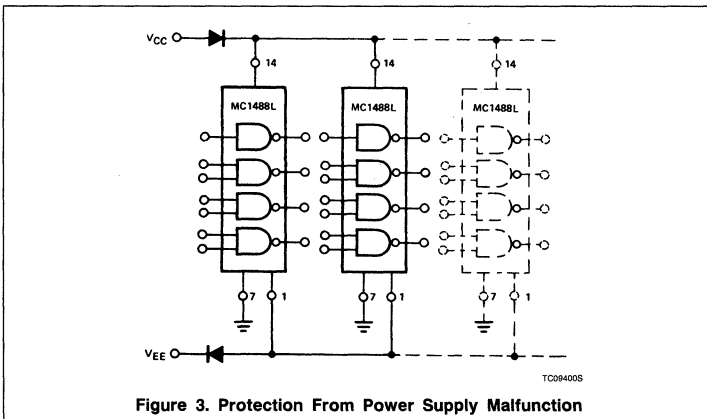 VCC
14
14
14
MC1488L
MC1488L
MC1488L
7
1
7
1
7
1
VEE
TC09400S
Figure 3. Protection From Power Supply Malfunction